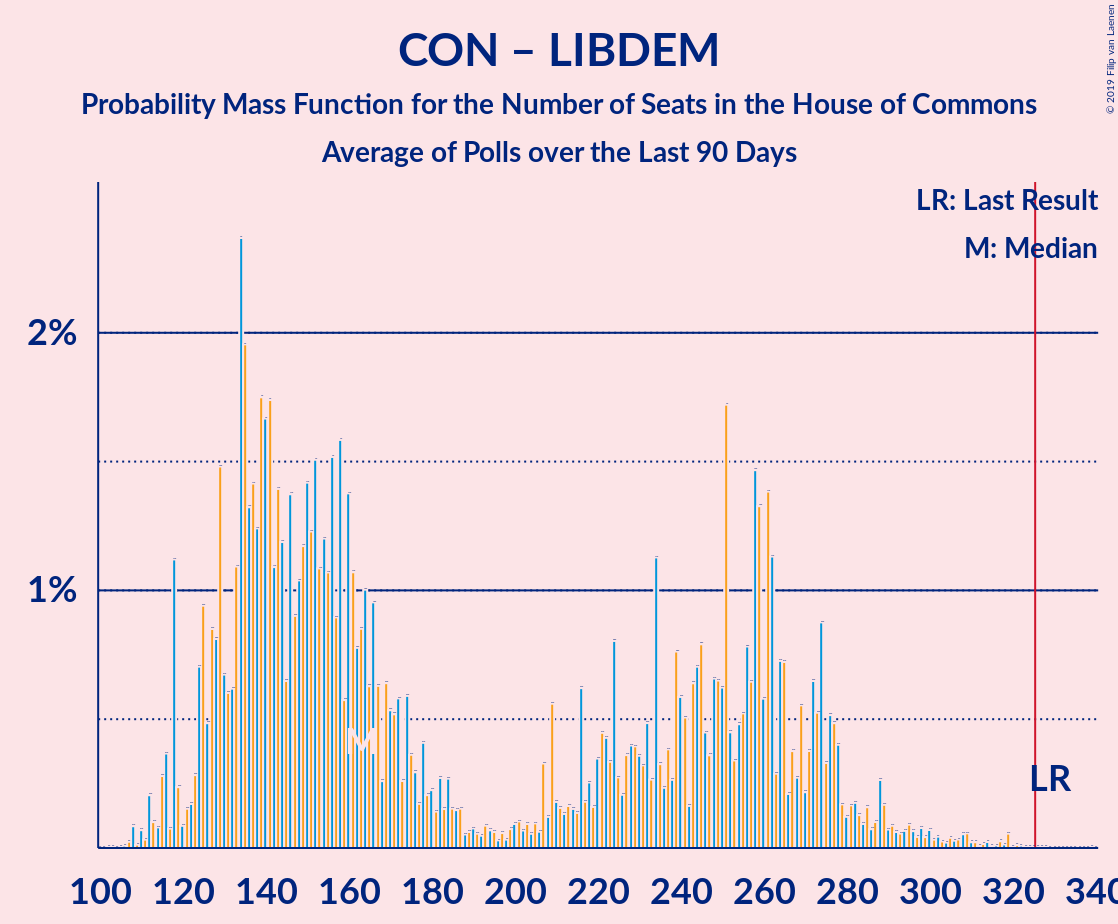 CON – LIBDEM
Probability Mass Function for the Number of Seats in the House of Commons
Average of Polls over the Last 90 Days
© 2019 Filip van Laenen
LR: Last Result
M: Median
2%
1%
M
LR
100 120 140 160 180 200 220 240 260 280 300 320 340